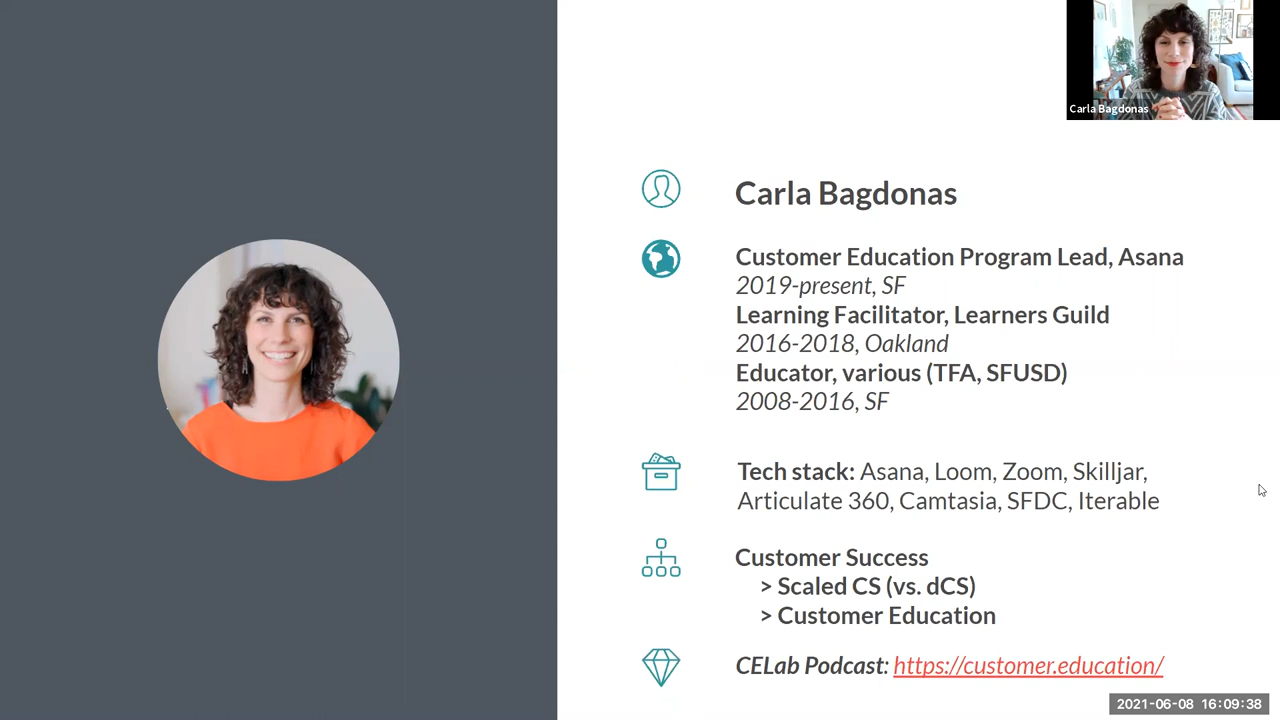 Carla Bagdonas
Carla Bagdonas
Customer Education Program Lead, Asana
2019-present, SF
Learning Facilitator, Learners Guild
2016-2018, Oakland
Educator, various (TFA, SFUSD)
2008-2016, SF
Tech stack: Asana, Loom, Zoom, Skilljar,
Articulate 360, Camtasia, SFDC, Iterable
Customer Success
> Scaled CS (vs. dCS)
> Customer Education
CELab Podcast: https://customer.education/
2021-06-08 16:09:38